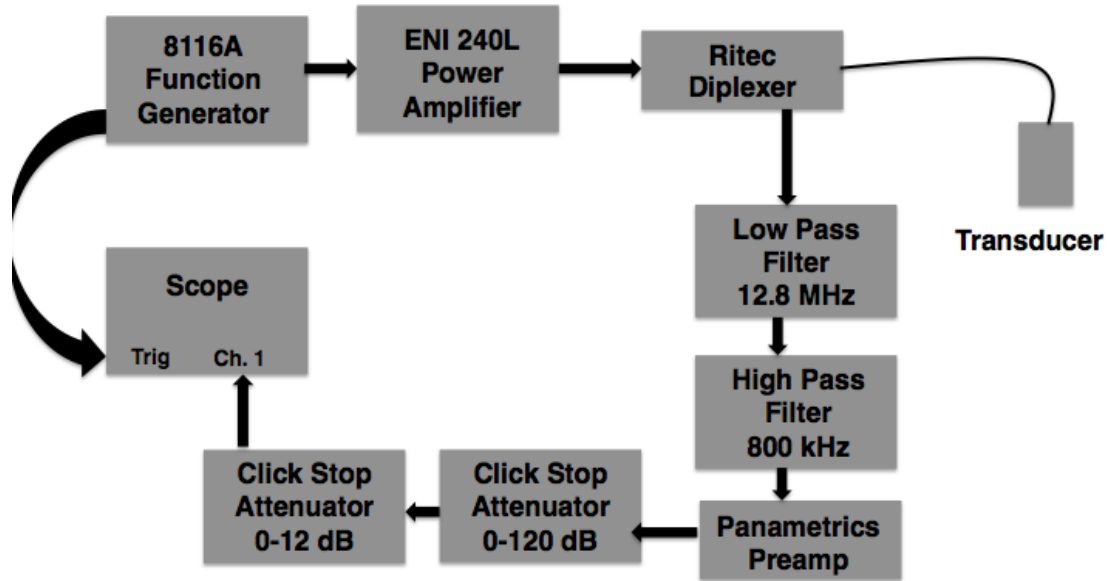 8116A
Function
Generator
ENI 240L
Power
Amplifier
Ritec
Diplexer
Transducer
Low Pass
Filter
12.8 MHz
High Pass
Filter
800 kHz
Panametrics
Preamp
Click Stop
Attenuator
0-120 dB
Click Stop
Attenuator
0-12 dB
Scope
Trig Ch. 1